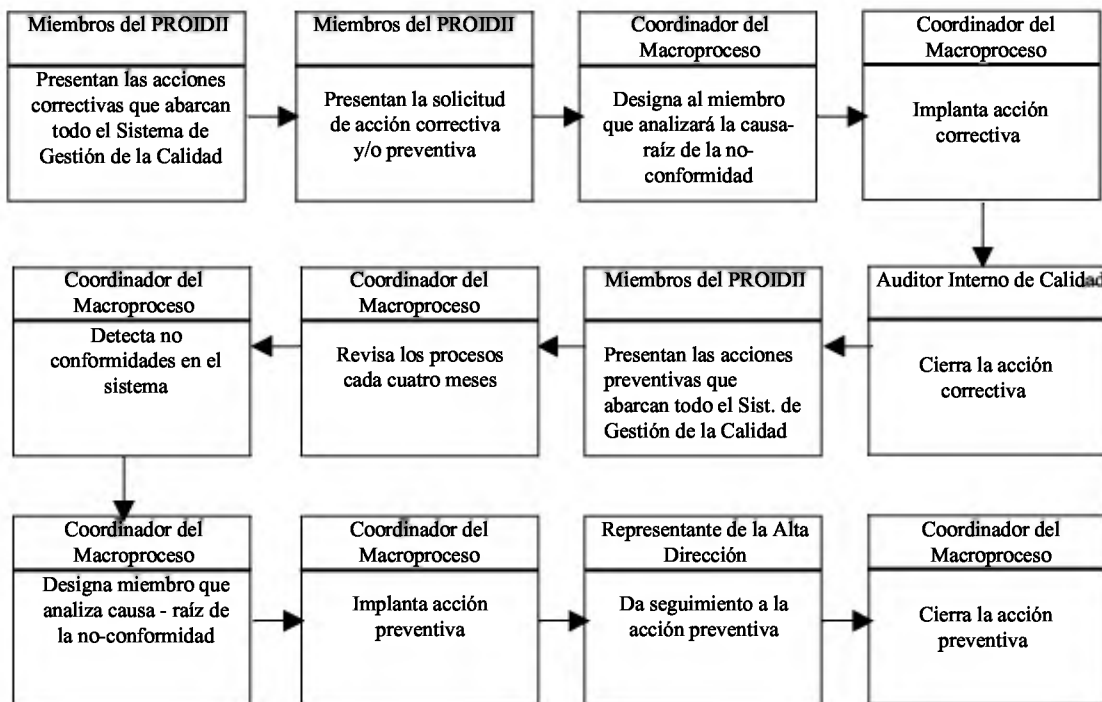 Miembros del PROIDII
Presentan las acciones
correctivas que abarcan
todo el Sistema de
Gestión de la Calidad
Miembros del PROIDII
Presentan la solicitud
de acción correctiva
y/o preventiva
Coordinador del
Macroproceso
Designa al miembro
que analizará la causa-
raíz de la no-
conformidad
Coordinador del
Macroproceso
Implanta acción
correctiva
Auditor Interno de Calidad
Cierra la acción
correctiva
Miembros del PROIDII
Presentan las acciones
preventivas que
abarcan todo el Sist. de
Gestión de la Calidad
Coordinador del
Macroproceso
Revisa los procesos
cada cuatro meses
Coordinador del
Macroproceso
Detecta no
conformidades en el
sistema
Coordinador del
Macroproceso
Designa miembro que
analiza causa - raíz de
la no-conformidad
Coordinador del
Macroproceso
Implanta acción
preventiva
Representante de la Alta
Dirección
Da seguimiento a la
acción preventiva
Coordinador del
Macroproceso
Cierra la acción
preventiva